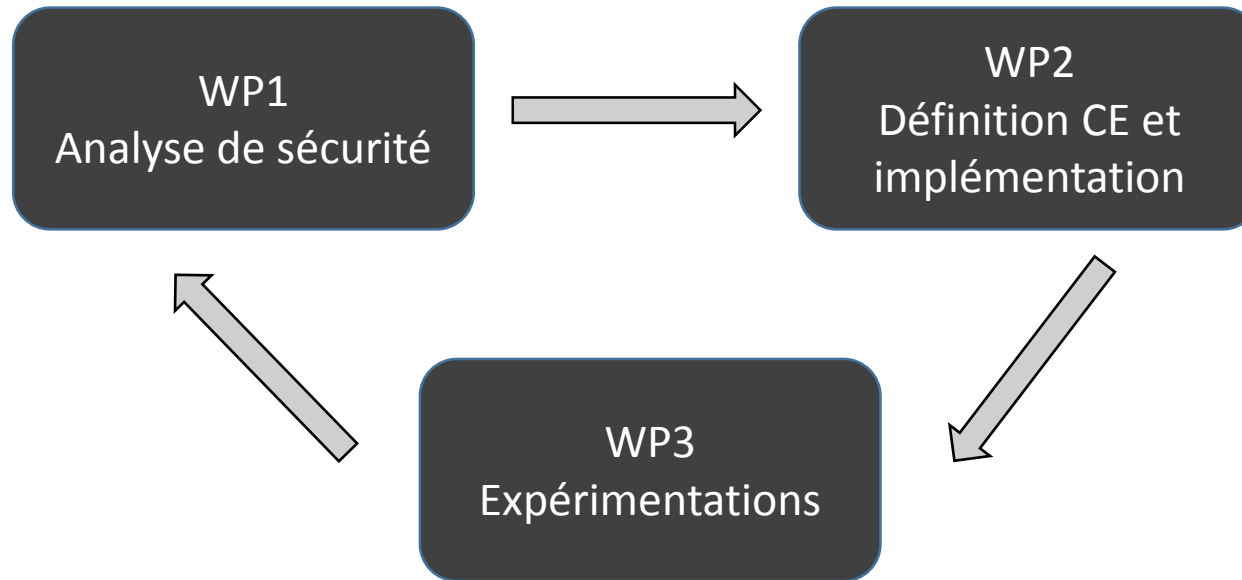 WP1
Analyse de sécurité
WP2
Définition CE et
implémentation
WP3
Expérimentations